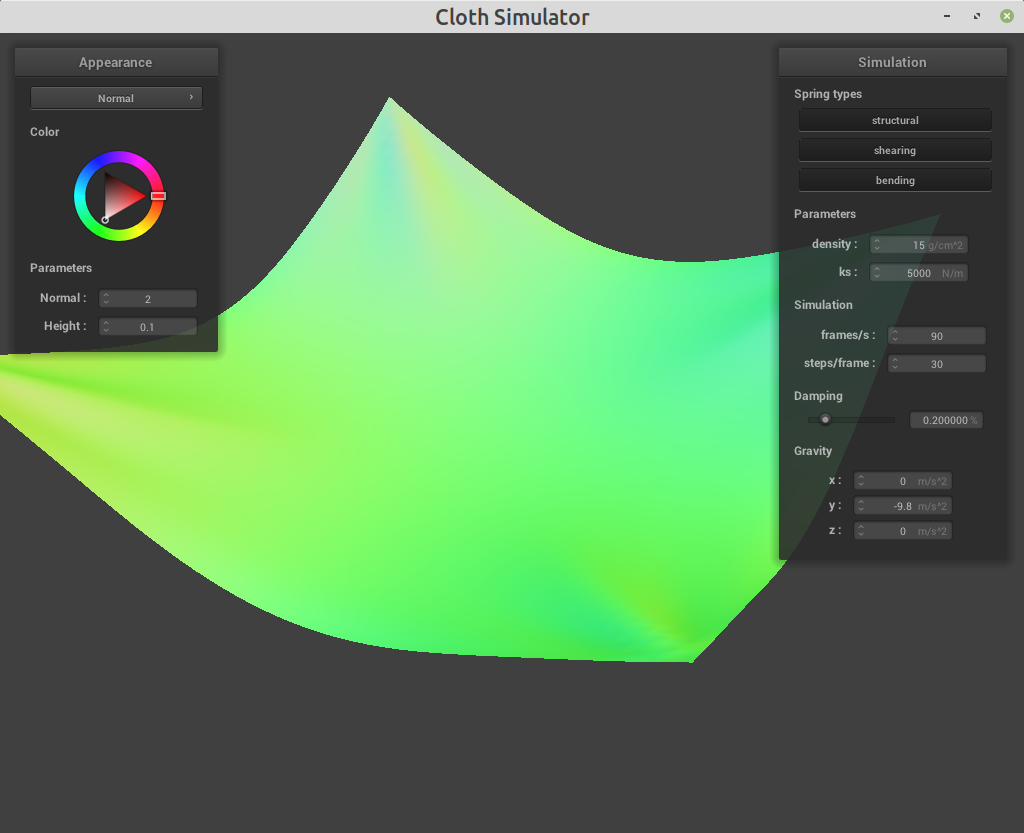 Cloth Simulator
Appearance
Normal
Color
Parameters
Normal : 2
Height : 0.1
Simulation
Spring types
structural
shearing
bending
Parameters
density : 15 g/cm^2
ks : 5000 N/m
Simulation
frames/s : 90
steps/frame : 30
Damping
0.200000 %
Gravity
x : 0 m/s^2
y : -9.8 m/s^2
z : 0 m/s^2